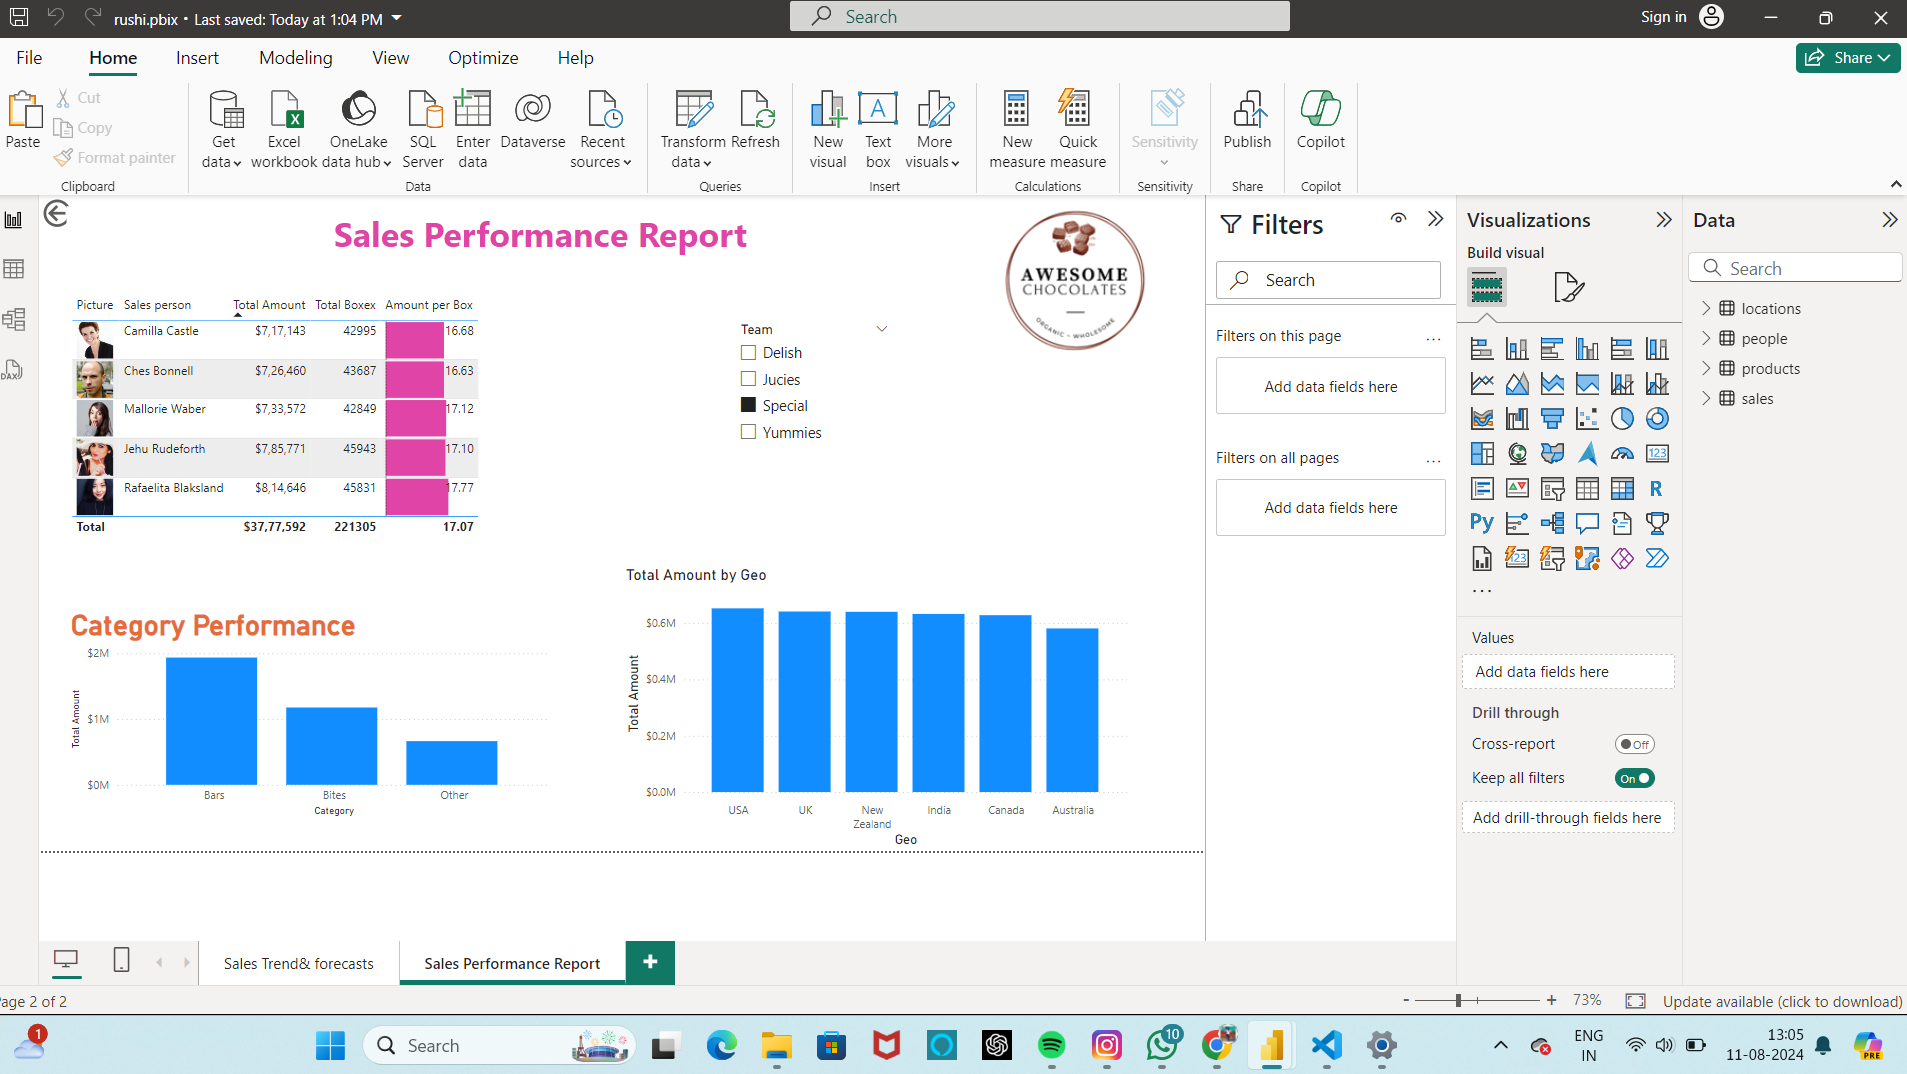 rushi.pbix • Last saved: Today at 1:04 PM
Search
Sign in
File
Home
Insert
Modeling
View
Optimize
Help
Share
Paste
Cut
Copy
Format painter
Clipboard
Get data
Excel workbook
OneLake data hub
SQL Server
Enter data
Dataverse
Recent sources
Data
Transform data
Refresh
Queries
New visual
Text box
More visuals
Insert
New measure
Quick measure
Calculations
Sensitivity
Sensitivity
Publish
Share
Copilot
Copilot
DAX
Sales Performance Report
AWESOME
CHOCOLATES
ORGANIC ~ WHOLESOME
Picture Sales person Total Amount Total Boxex Amount per Box
Camilla Castle $7,17,143 42995 16.68
Ches Bonnell $7,26,460 43687 16.63
Mallorie Waber $7,33,572 42849 17.12
Jehu Rudeforth $7,85,771 45943 17.10
Rafaelita Blaksland $8,14,646 45831 17.77
Total $37,77,592 221305 17.07
Team
Delish
Jucies
Special
Yummies
Category Performance
$2M
$1M
$0M
Total Amount
Bars Bites Other
Category
Total Amount by Geo
$0.6M
$0.4M
$0.2M
$0.0M
Total Amount
USA UK New Zealand India Canada Australia
Geo
Filters
Search
Filters on this page ...
Add data fields here
Filters on all pages ...
Add data fields here
Visualizations
Build visual
123
R
Py
123
...
Values
Add data fields here
Drill through
Cross-report Off
Keep all filters On
Add drill-through fields here
Data
Search
locations
people
products
sales
Sales Trend& forecasts
Sales Performance Report
+
age 2 of 2
- + 73%
Update available (click to download)
1
Search
10
ENG
IN
13:05
11-08-2024
PRE